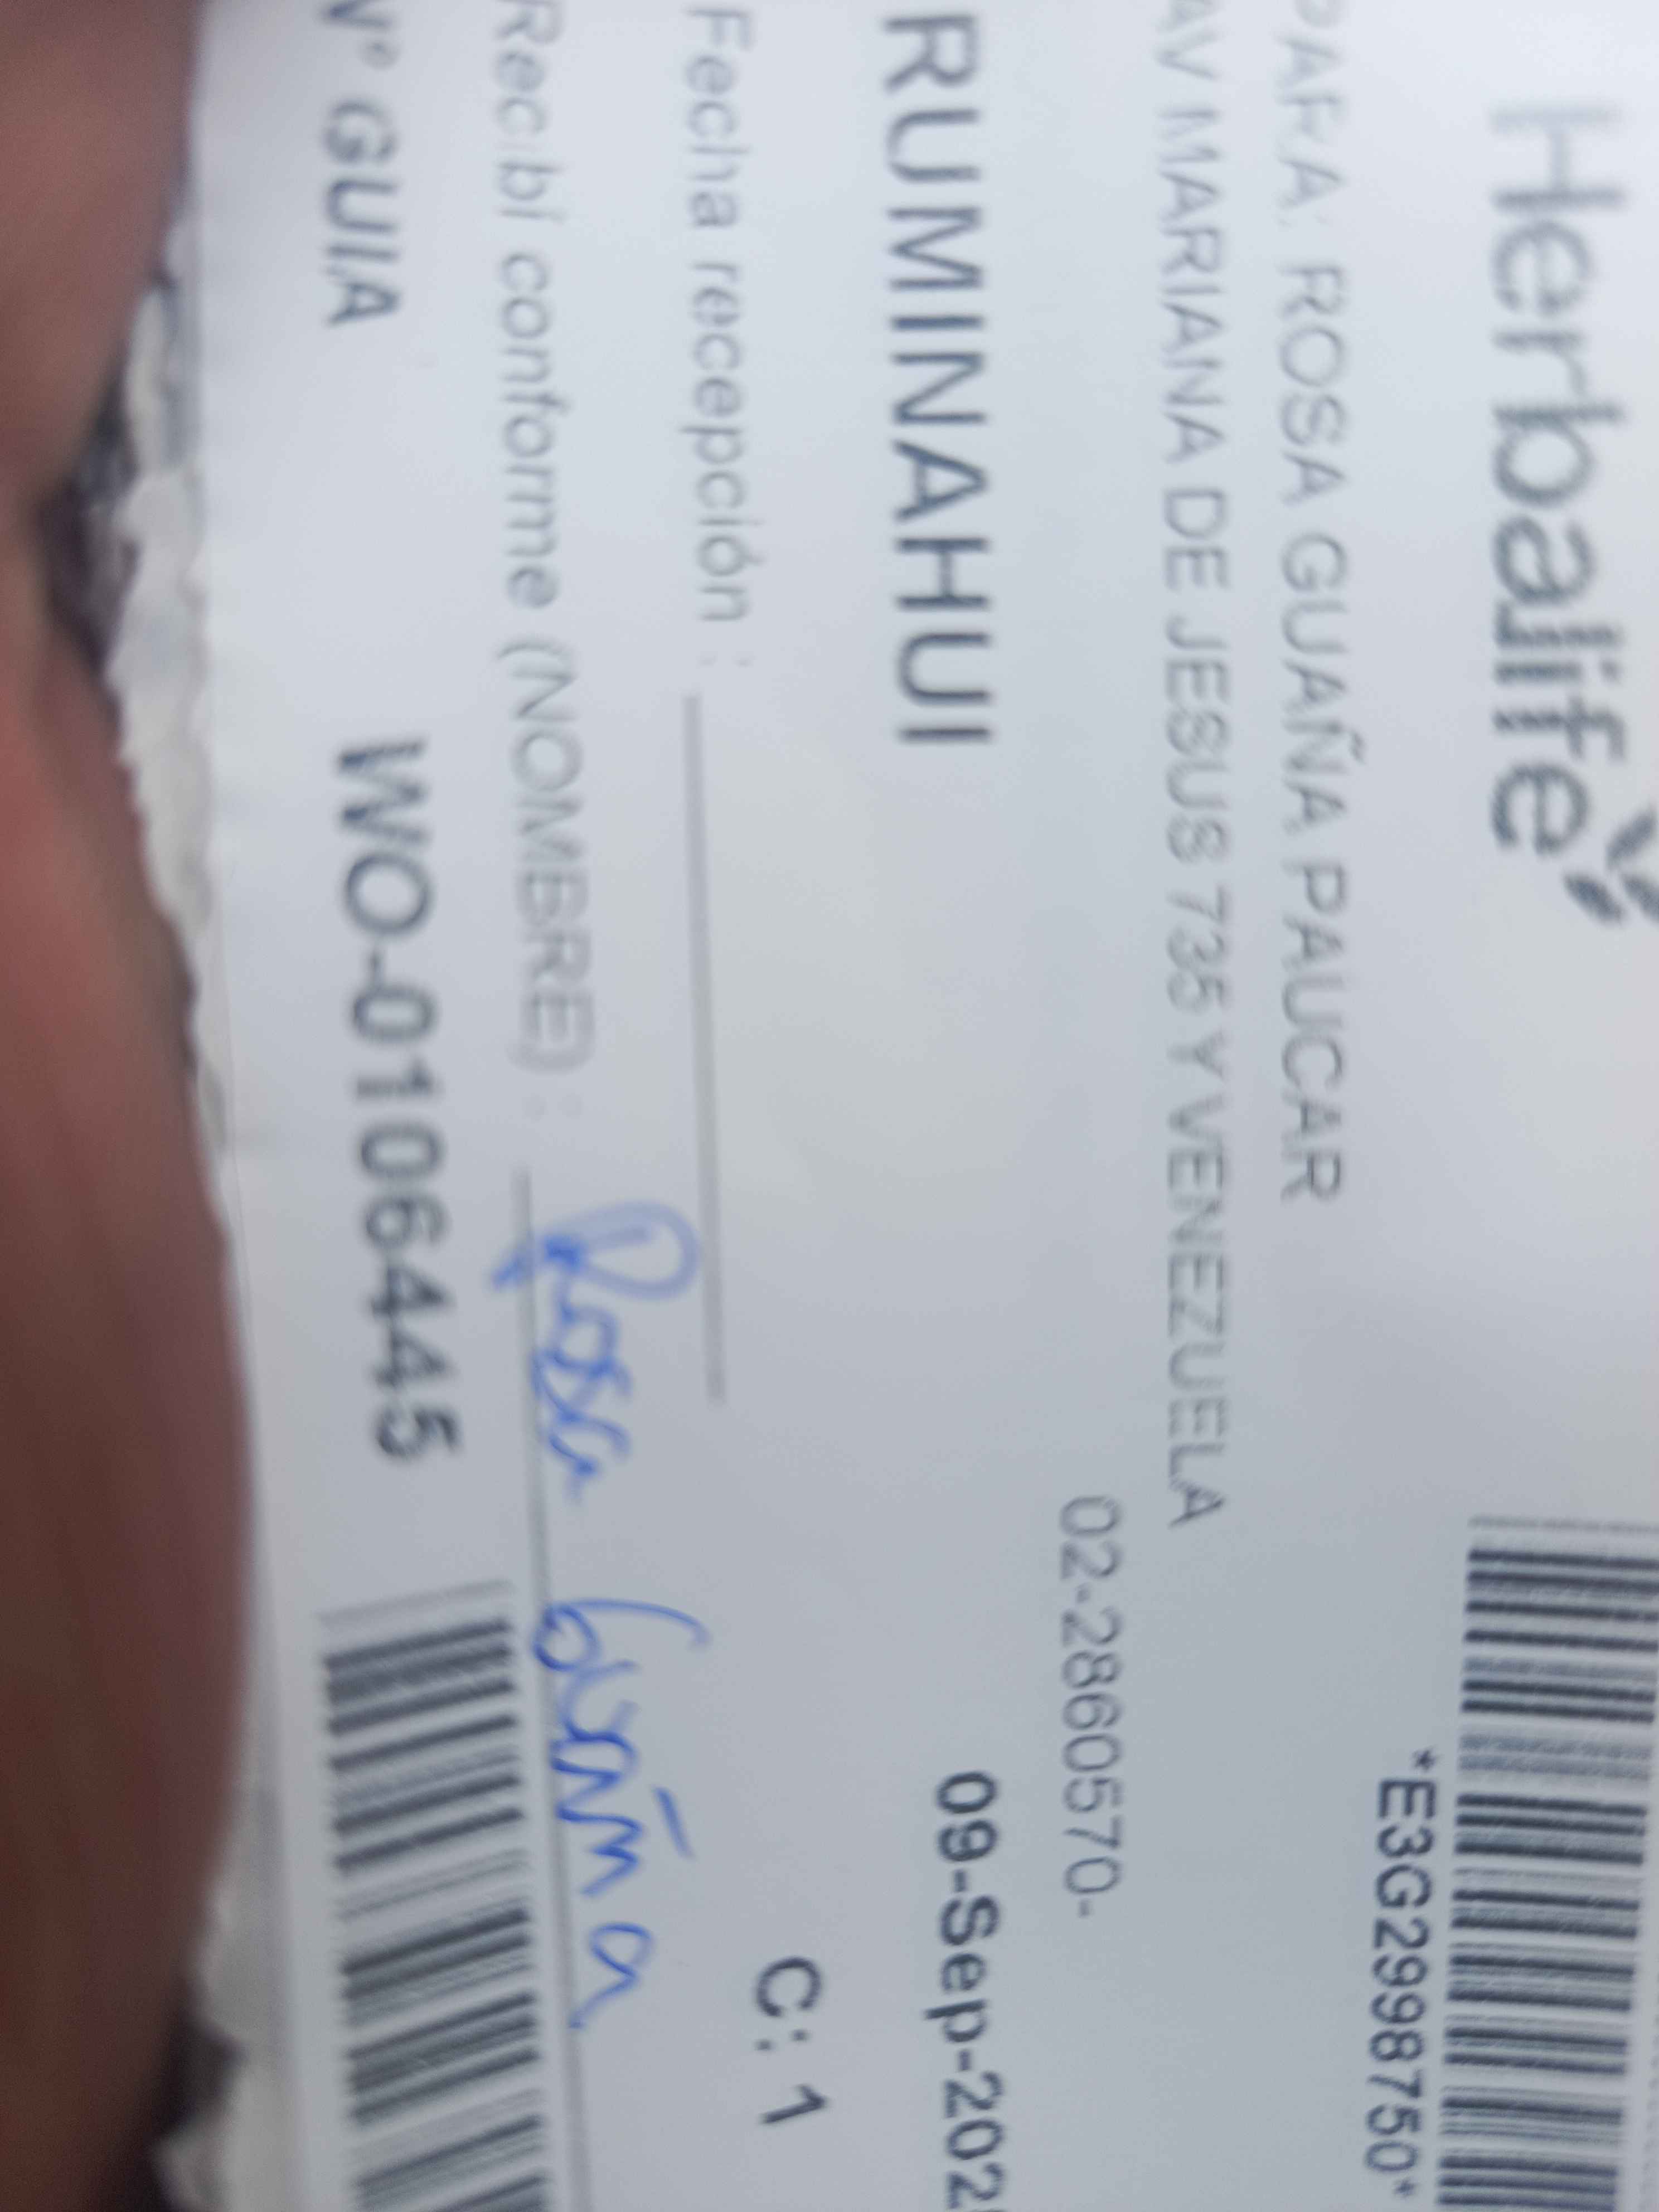 Herbalife
*E3G2998750*
PARA: ROSA GUAÑA PAUCAR
AV MARIANA DE JESUS 735 Y VENEZUELA
02-2860570-
RUMINAHUI 09-Sep-202
C: 1
Fecha recepción :
Recibí conforme (NOMBRE) : Rosa Guaña
N° GUIA WO-0106445